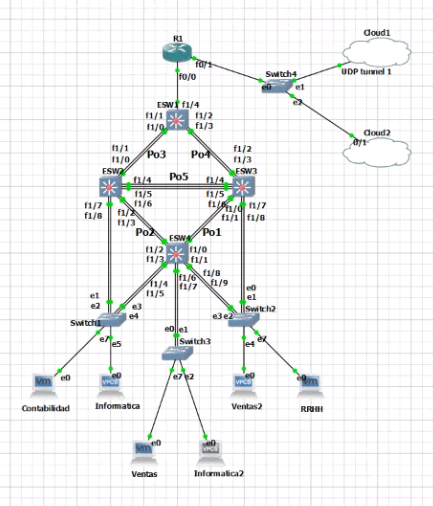 Cloud1
R1
f0/1
f0/0
Switch4
e0
e1
UDP tunnel 1
e2
Cloud2
0/1
f1/4
ESW1
f1/1
f1/2
f1/0
f1/3
f1/1
f1/2
f1/0
Po3
Po4
f1/3
ESW2
Po5
ESW3
f1/4
f1/4
f1/5
f1/5
f1/6
f1/7
f1/0
f1/7
f1/8
f1/2
f1/1
f1/8
f1/3
Po2
Po1
ESW4
f1/2
f1/0
f1/3
f1/1
f1/4
f1/6
f1/8
f1/5
f1/7
f1/9
e0
e1
e1
e2
e3
e4
Switch1
e3
e2
Switch2
e0
e1
e7
e5
Switch3
e4
e7
e7
e2
e0
Vm
e0
VPCS
e0
VPCS
e0
Vm
Contabilidad
Informatica
Ventas2
RRHH
e0
Vm
e0
VPCS
Ventas
Informatica2